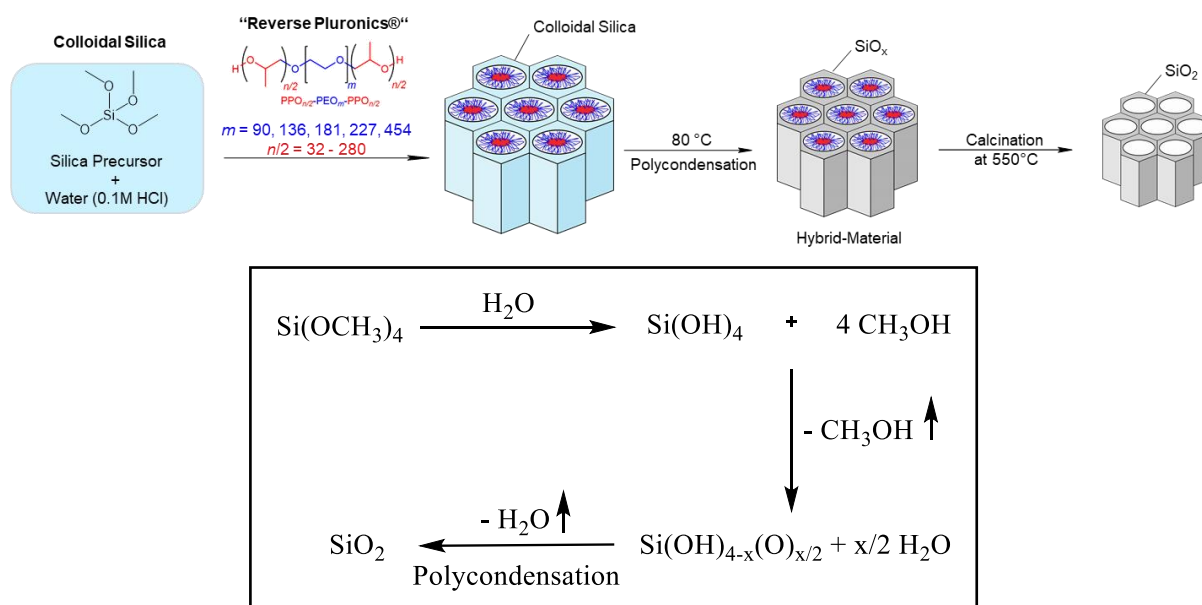 Colloidal Silica
O
O
Si
O
O
Silica Precursor
+
Water (0.1M HCl)
"Reverse Pluronics®"
H(O O[ O]m( O)H
n/2 m n/2
PPOn/2-PEOm-PPOn/2
m = 90, 136, 181, 227, 454
n/2 = 32 - 280
Colloidal Silica
80 °C
Polycondensation
SiOx
Hybrid-Material
Calcination
at 550°C
SiO2
Si(OCH3)4
H2O
Si(OH)4 + 4 CH3OH
- CH3OH
- H2O
SiO2
Si(OH)4-x(O)x/2 + x/2 H2O
Polycondensation